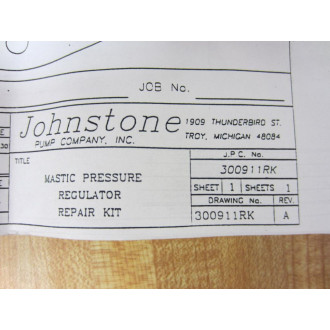 JOB No.
Johnstone
PUMP COMPANY, INC.
1909 THUNDERBIRD ST.
TROY, MICHIGAN 48084
TITLE
MASTIC PRESSURE
REGULATOR
REPAIR KIT
J.P.C. No.
300911RK
SHEET 1 SHEETS 1
DRAWING No. REV.
300911RK A